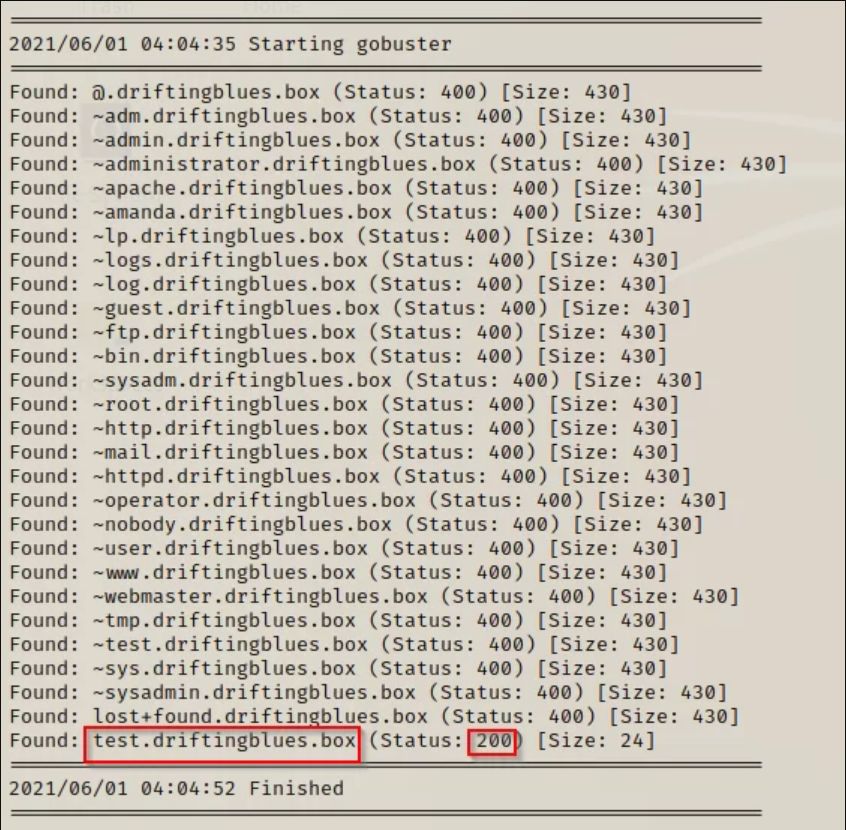 2021/06/01 04:04:35 Starting gobuster
Found: @.driftingblues.box (Status: 400) [Size: 430]
Found: ~adm.driftingblues.box (Status: 400) [Size: 430]
Found: ~admin.driftingblues.box (Status: 400) [Size: 430]
Found: ~administrator.driftingblues.box (Status: 400) [Size: 430]
Found: ~apache.driftingblues.box (Status: 400) [Size: 430]
Found: ~amanda.driftingblues.box (Status: 400) [Size: 430]
Found: ~lp.driftingblues.box (Status: 400) [Size: 430]
Found: ~logs.driftingblues.box (Status: 400) [Size: 430]
Found: ~log.driftingblues.box (Status: 400) [Size: 430]
Found: ~guest.driftingblues.box (Status: 400) [Size: 430]
Found: ~ftp.driftingblues.box (Status: 400) [Size: 430]
Found: ~bin.driftingblues.box (Status: 400) [Size: 430]
Found: ~sysadm.driftingblues.box (Status: 400) [Size: 430]
Found: ~root.driftingblues.box (Status: 400) [Size: 430]
Found: ~http.driftingblues.box (Status: 400) [Size: 430]
Found: ~mail.driftingblues.box (Status: 400) [Size: 430]
Found: ~httpd.driftingblues.box (Status: 400) [Size: 430]
Found: ~operator.driftingblues.box (Status: 400) [Size: 430]
Found: ~nobody.driftingblues.box (Status: 400) [Size: 430]
Found: ~user.driftingblues.box (Status: 400) [Size: 430]
Found: ~www.driftingblues.box (Status: 400) [Size: 430]
Found: ~webmaster.driftingblues.box (Status: 400) [Size: 430]
Found: ~tmp.driftingblues.box (Status: 400) [Size: 430]
Found: ~test.driftingblues.box (Status: 400) [Size: 430]
Found: ~sys.driftingblues.box (Status: 400) [Size: 430]
Found: ~sysadmin.driftingblues.box (Status: 400) [Size: 430]
Found: lost+found.driftingblues.box (Status: 400) [Size: 430]
Found: test.driftingblues.box (Status: 200) [Size: 24]
2021/06/01 04:04:52 Finished